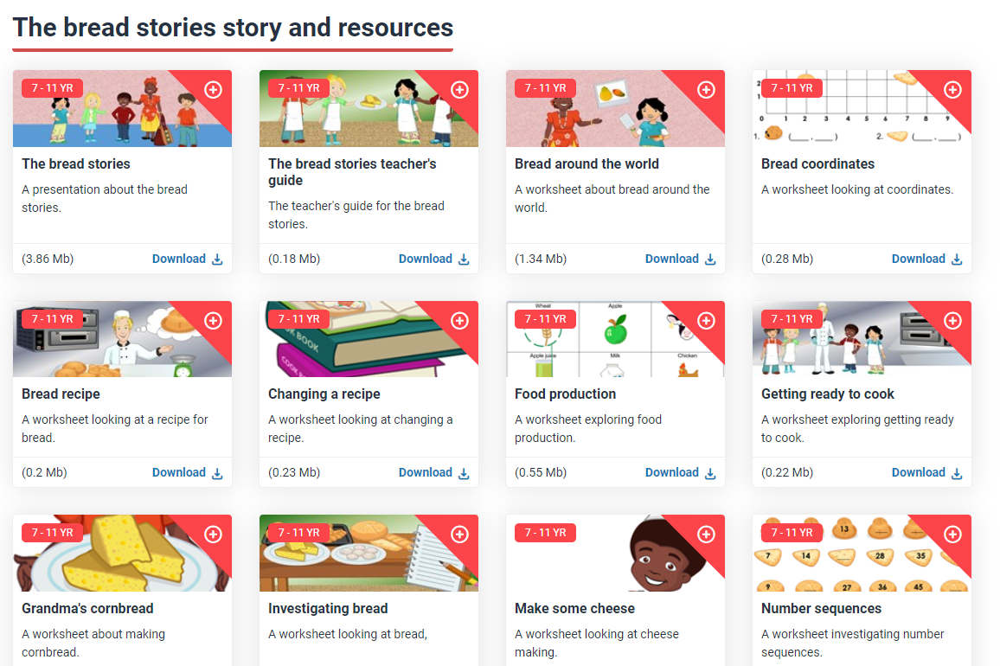 The bread stories story and resources
7 - 11 YR
7 - 11 YR
7 - 11 YR
7 - 11 YR
2
1
0 1 2 3 4 5 6 7 8 9
1. (___,___) 2. (___,___)
The bread stories
A presentation about the bread
stories.
(3.86 Mb) Download
The bread stories teacher's
guide
The teacher's guide for the bread
stories.
(0.18 Mb) Download
Bread around the world
A worksheet about bread around the
world.
(1.34 Mb) Download
Bread coordinates
A worksheet looking at coordinates.
(0.28 Mb) Download
7 - 11 YR
7 - 11 YR
BOOK
COOK
7 - 11 YR
Wheat Apple
Apple juice Milk Chicken
7 - 11 YR
Bread recipe
A worksheet looking at a recipe for
bread.
(0.2 Mb) Download
Changing a recipe
A worksheet looking at changing a
recipe.
(0.23 Mb) Download
Food production
A worksheet exploring food
production.
(0.55 Mb) Download
Getting ready to cook
A worksheet exploring getting ready
to cook.
(0.22 Mb) Download
7 - 11 YR
7 - 11 YR
7 - 11 YR
7 - 11 YR
13
7 14 28 35
9 27 36 45
Grandma's cornbread
A worksheet about making
cornbread.
Investigating bread
A worksheet looking at bread,
Make some cheese
A worksheet looking at cheese
making.
Number sequences
A worksheet investigating number
sequences.